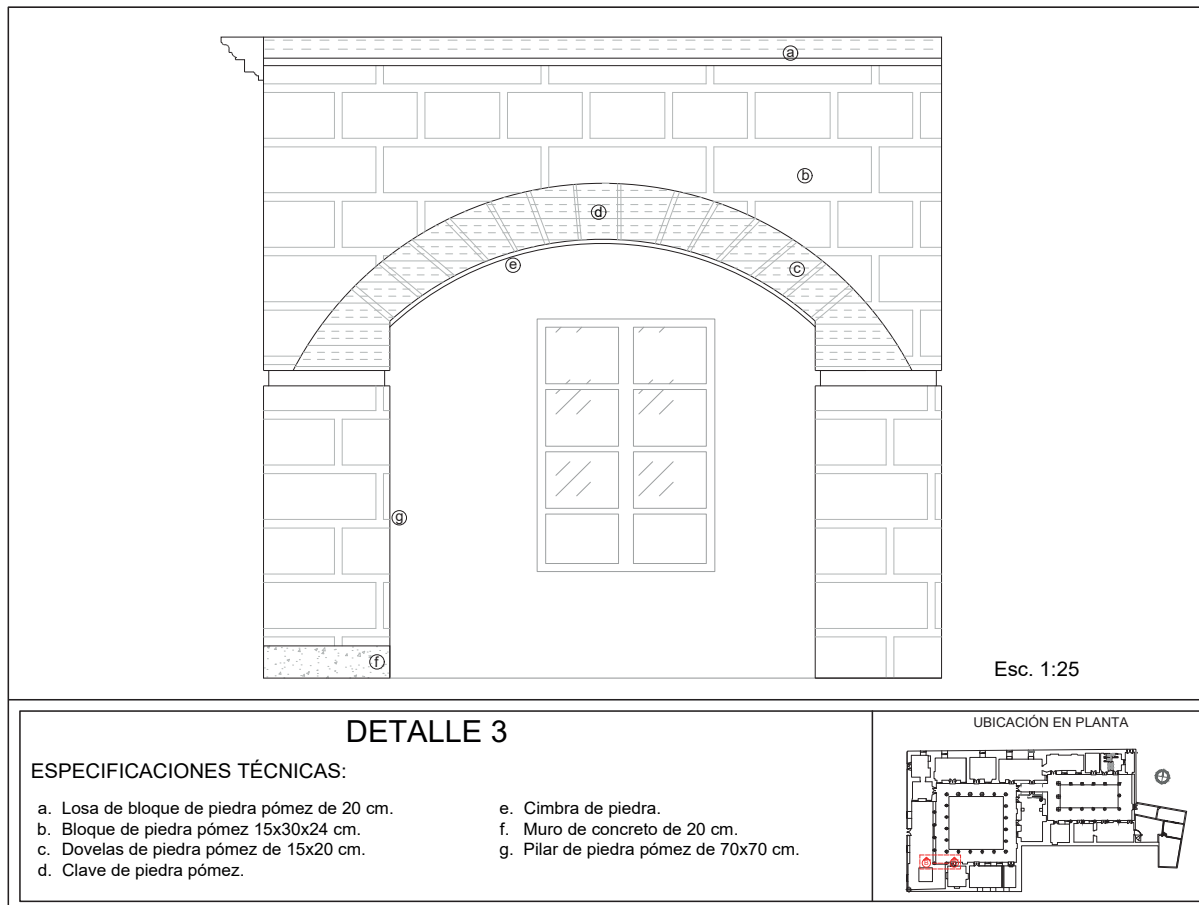 a
b
d
c
e
g
f
Esc. 1:25
DETALLE 3
ESPECIFICACIONES TÉCNICAS:
a. Losa de bloque de piedra pómez de 20 cm.
b. Bloque de piedra pómez 15x30x24 cm.
c. Dovelas de piedra pómez de 15x20 cm.
d. Clave de piedra pómez.
e. Cimbra de piedra.
f. Muro de concreto de 20 cm.
g. Pilar de piedra pómez de 70x70 cm.
UBICACIÓN EN PLANTA